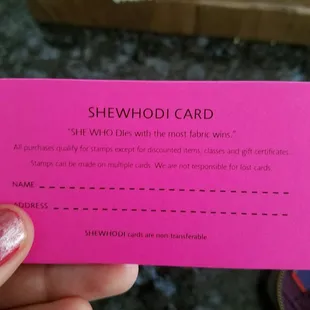 SHEWHODI CARD
"SHE WHO DIes with the most fabric wins."
All purchases qualify for stamps except for discounted items, classes and gift certificates.
Stamps can be made on multiple cards. We are not responsible for lost cards.
NAME
ADDRESS
SHEWHODI cards are non transferable